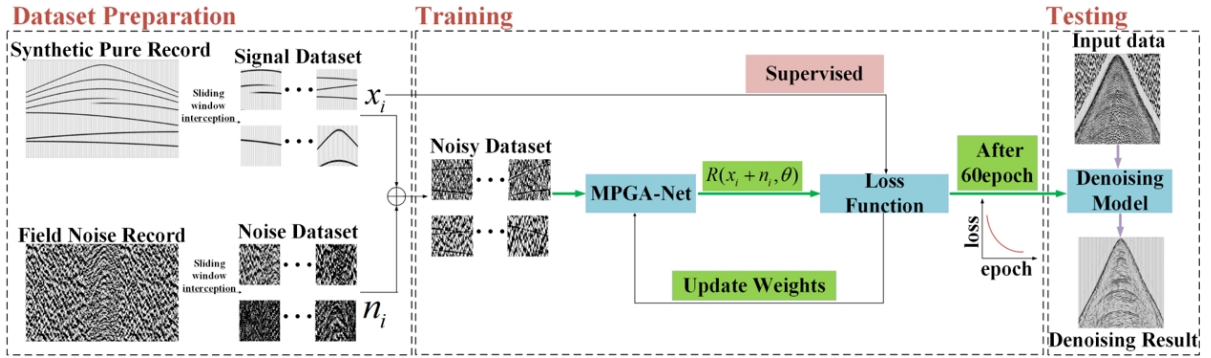 Dataset Preparation
Training
Testing
Synthetic Pure Record
Signal Dataset
Sliding
window
interception
x_i
Field Noise Record
Noise Dataset
Sliding
window
interception
n_i
Noisy Dataset
MPGA-Net
R(x_i + n_i, θ)
Supervised
Loss
Function
Update Weights
After
60epoch
loss
epoch
Input data
Denoising
Model
Denoising Result